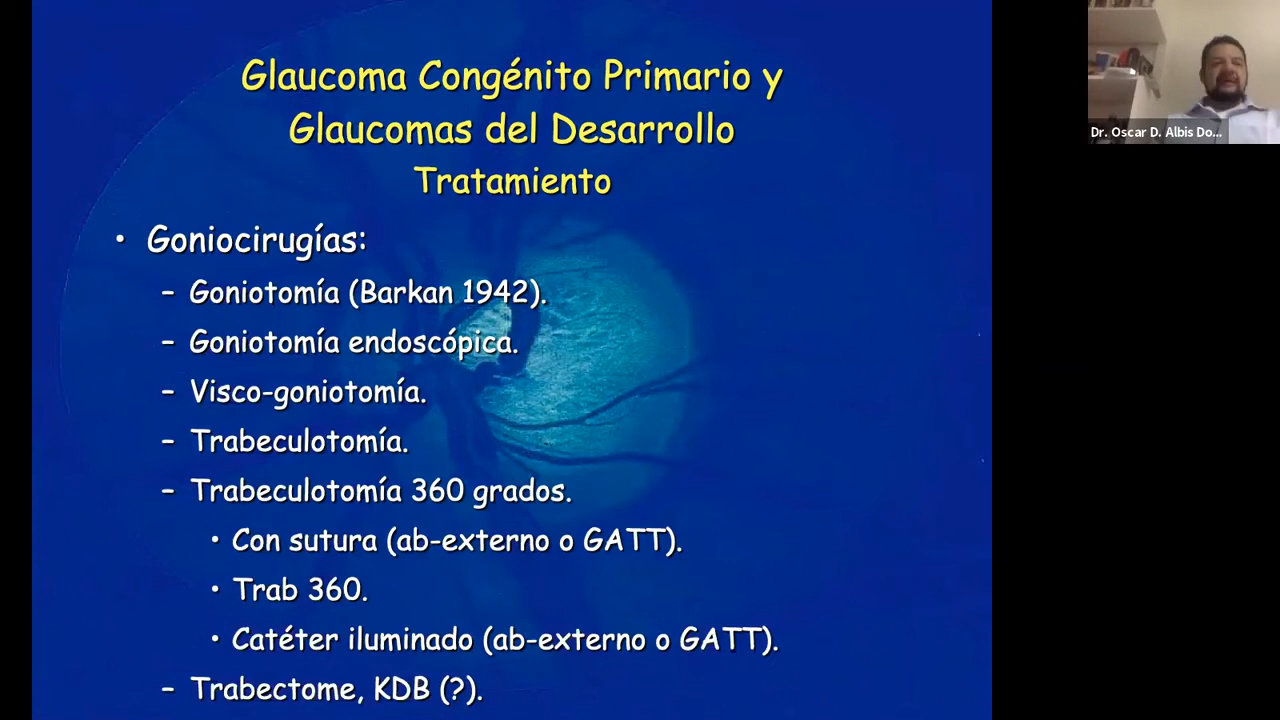 Glaucoma Congénito Primario y
Glaucomas del Desarrollo
Tratamiento
• Goniocirugías:
– Goniotomía (Barkan 1942).
– Goniotomía endoscópica.
– Visco-goniotomía.
– Trabeculotomía.
– Trabeculotomía 360 grados.
• Con sutura (ab-externo o GATT).
• Trab 360.
• Catéter iluminado (ab-externo o GATT).
– Trabectome, KDB (?).
Dr. Oscar D. Albis Do...